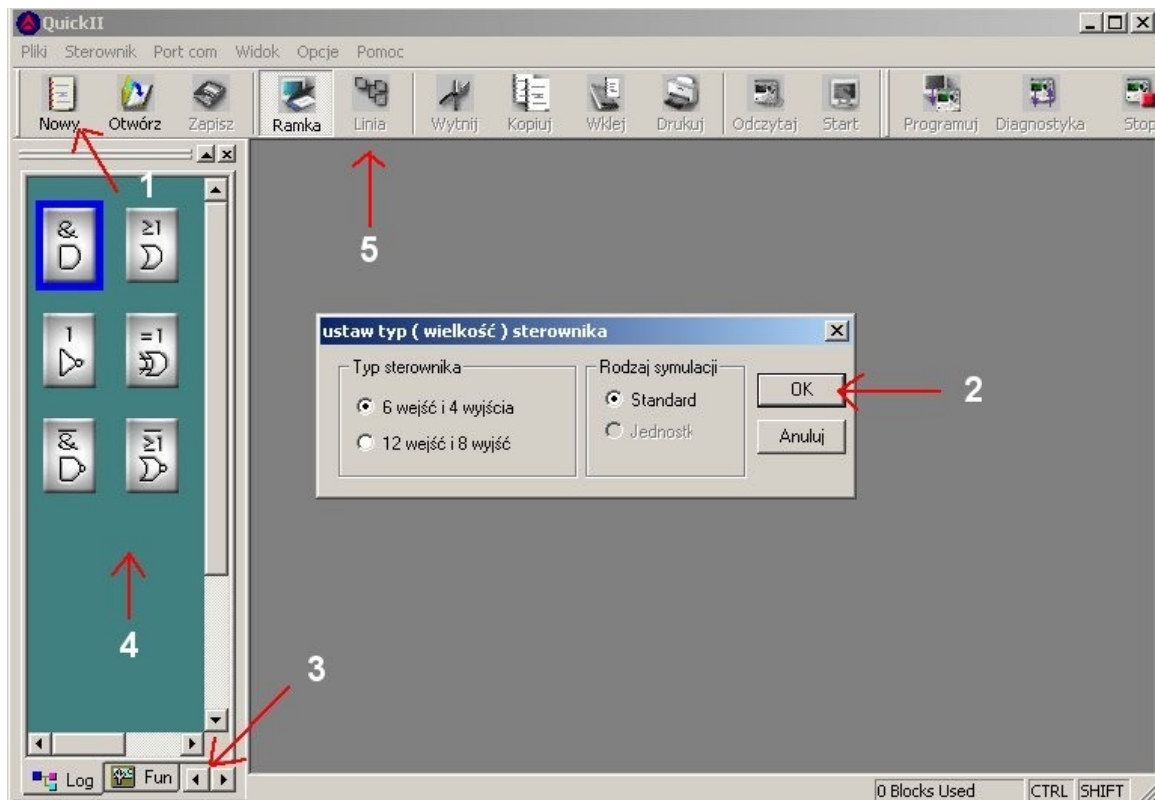 QuickII
Pliki Sterownik Port com Widok Opcje Pomoc
Nowy Otwórz Zapisz Ramka Linia Wytnij Kopiuj Wklej Drukuj Odczytaj Start Programuj Diagnostyka Stop
1
5
& ≥1
1 =1
& ≥1
ustaw typ ( wielkość ) sterownika
Typ sterownika
6 wejść i 4 wyjścia
12 wejść i 8 wyjść
Rodzaj symulacji
Standard
Jednostk
OK
Anuluj
2
4
3
Log Fun
0 Blocks Used CTRL SHIFT